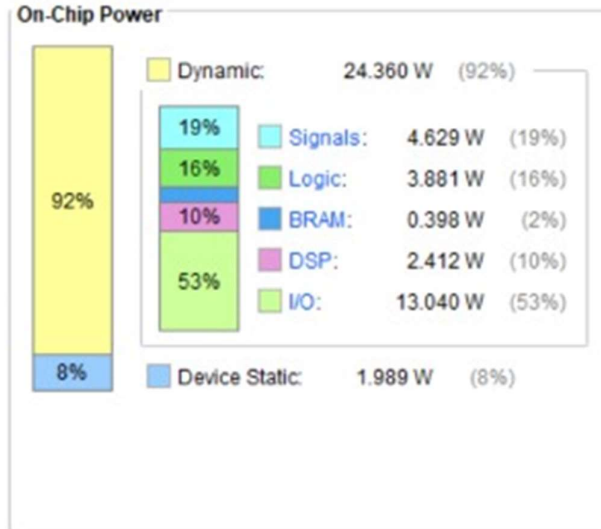 On-Chip Power
92%
8%
Dynamic: 24.360 W (92%)
19%
16%
10%
53%
Signals: 4.629 W (19%)
Logic: 3.881 W (16%)
BRAM: 0.398 W (2%)
DSP: 2.412 W (10%)
I/O: 13.040 W (53%)
Device Static: 1.989 W (8%)